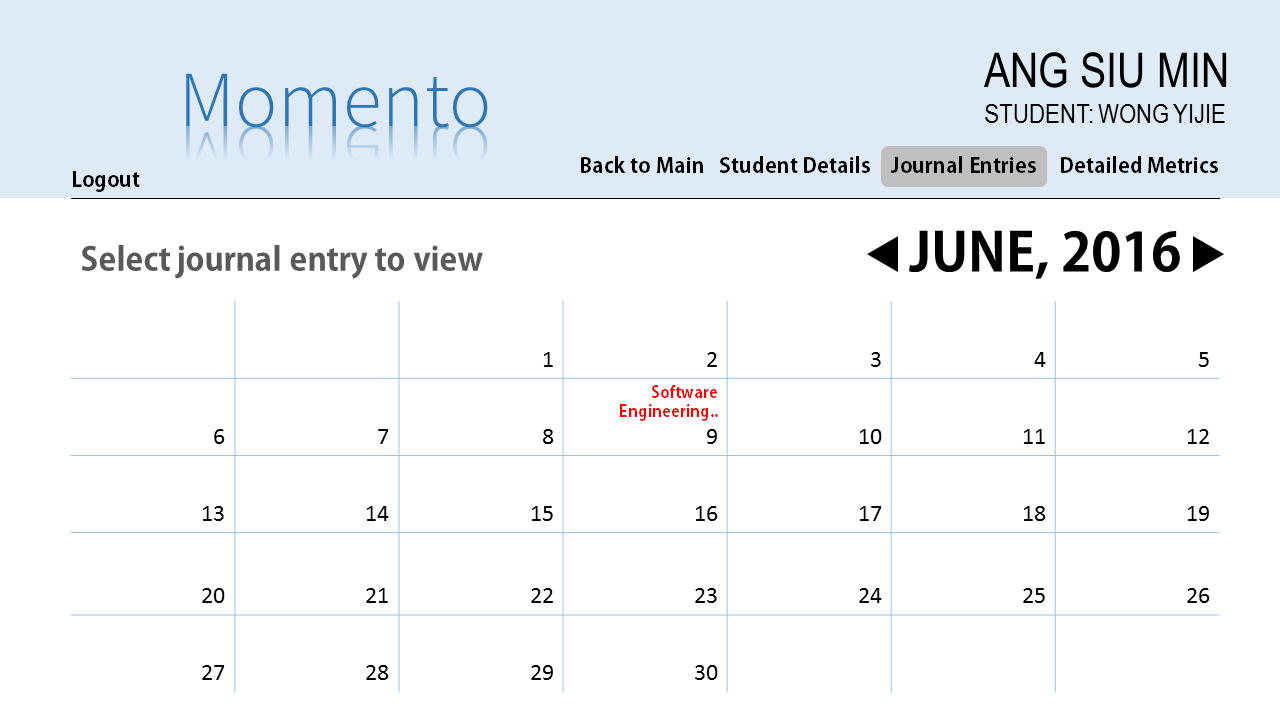 Momento
ANG SIU MIN
STUDENT: WONG YIJIE
Logout
Back to Main Student Details Journal Entries Detailed Metrics
Select journal entry to view
JUNE, 2016
1 2 3 4 5
Software
Engineering..
6 7 8 9 10 11 12
13 14 15 16 17 18 19
20 21 22 23 24 25 26
27 28 29 30